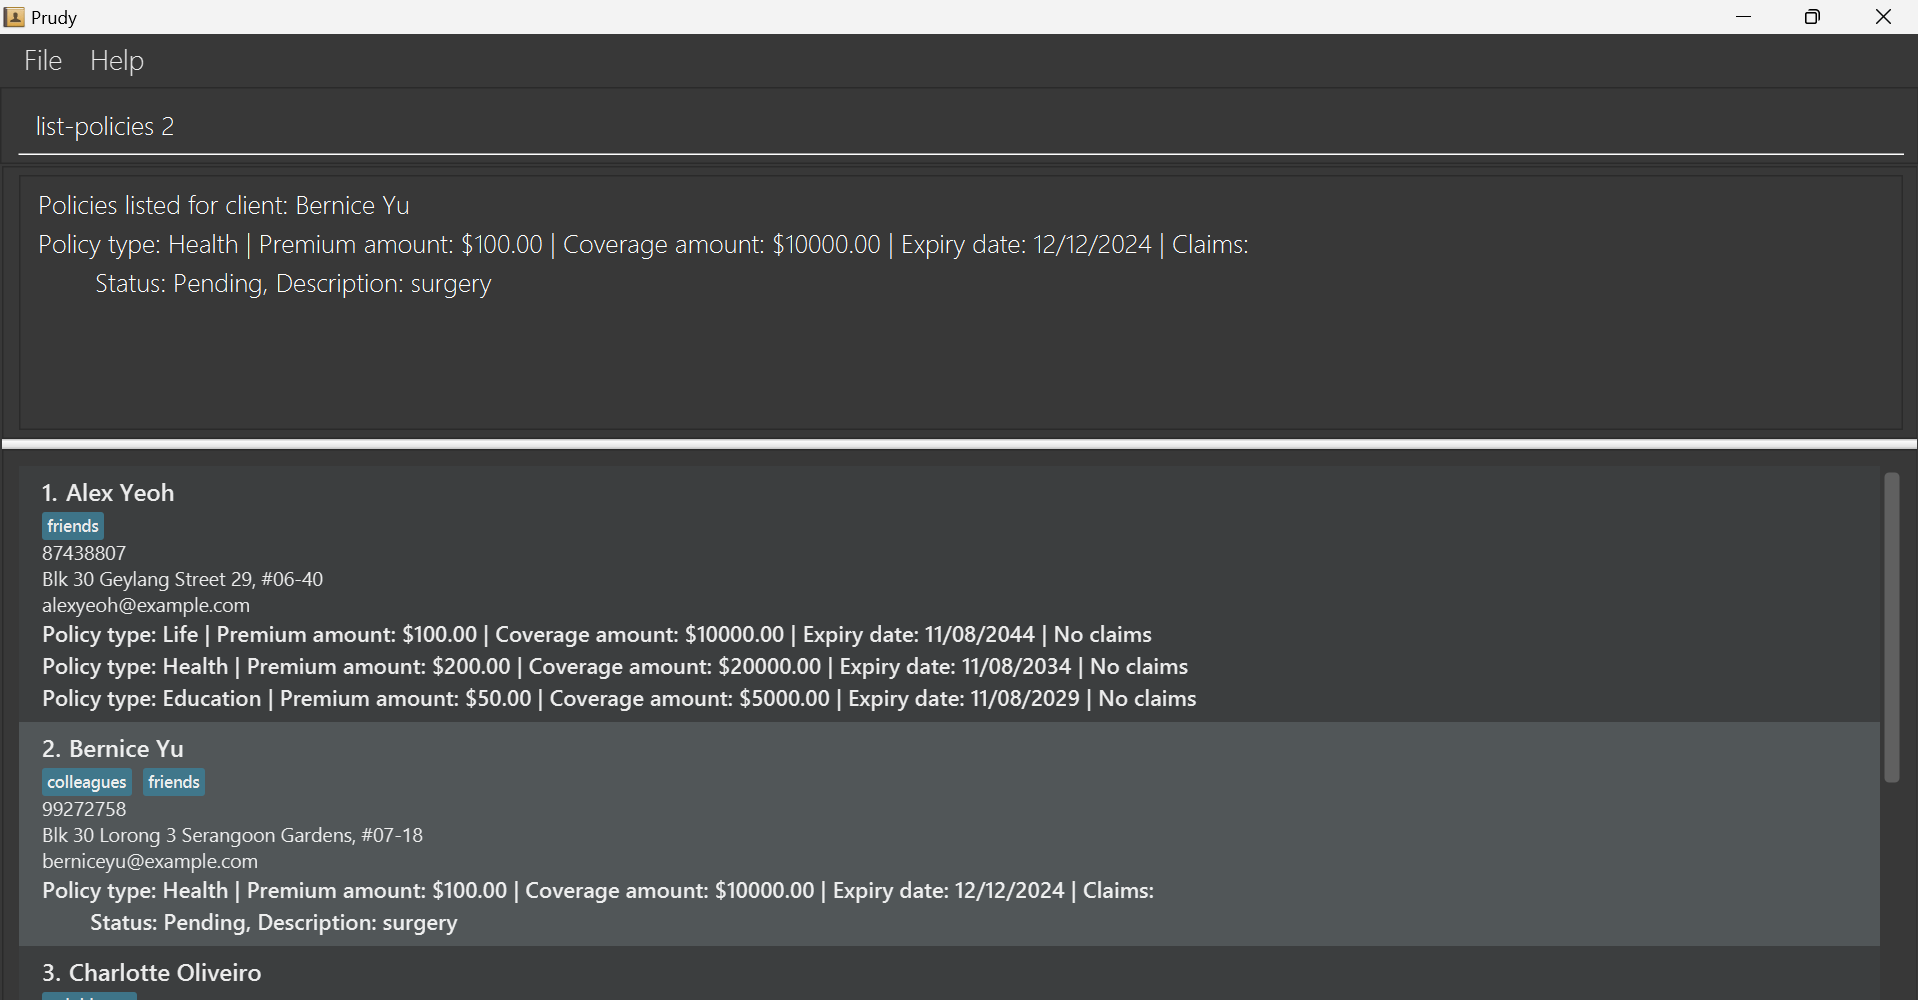 Prudy
File Help
list-policies 2
Policies listed for client: Bernice Yu
Policy type: Health | Premium amount: $100.00 | Coverage amount: $10000.00 | Expiry date: 12/12/2024 | Claims:
Status: Pending, Description: surgery
1. Alex Yeoh
friends
87438807
Blk 30 Geylang Street 29, #06-40
alexyeoh@example.com
Policy type: Life | Premium amount: $100.00 | Coverage amount: $10000.00 | Expiry date: 11/08/2044 | No claims
Policy type: Health | Premium amount: $200.00 | Coverage amount: $20000.00 | Expiry date: 11/08/2034 | No claims
Policy type: Education | Premium amount: $50.00 | Coverage amount: $5000.00 | Expiry date: 11/08/2029 | No claims
2. Bernice Yu
colleagues friends
99272758
Blk 30 Lorong 3 Serangoon Gardens, #07-18
berniceyu@example.com
Policy type: Health | Premium amount: $100.00 | Coverage amount: $10000.00 | Expiry date: 12/12/2024 | Claims:
Status: Pending, Description: surgery
3. Charlotte Oliveiro